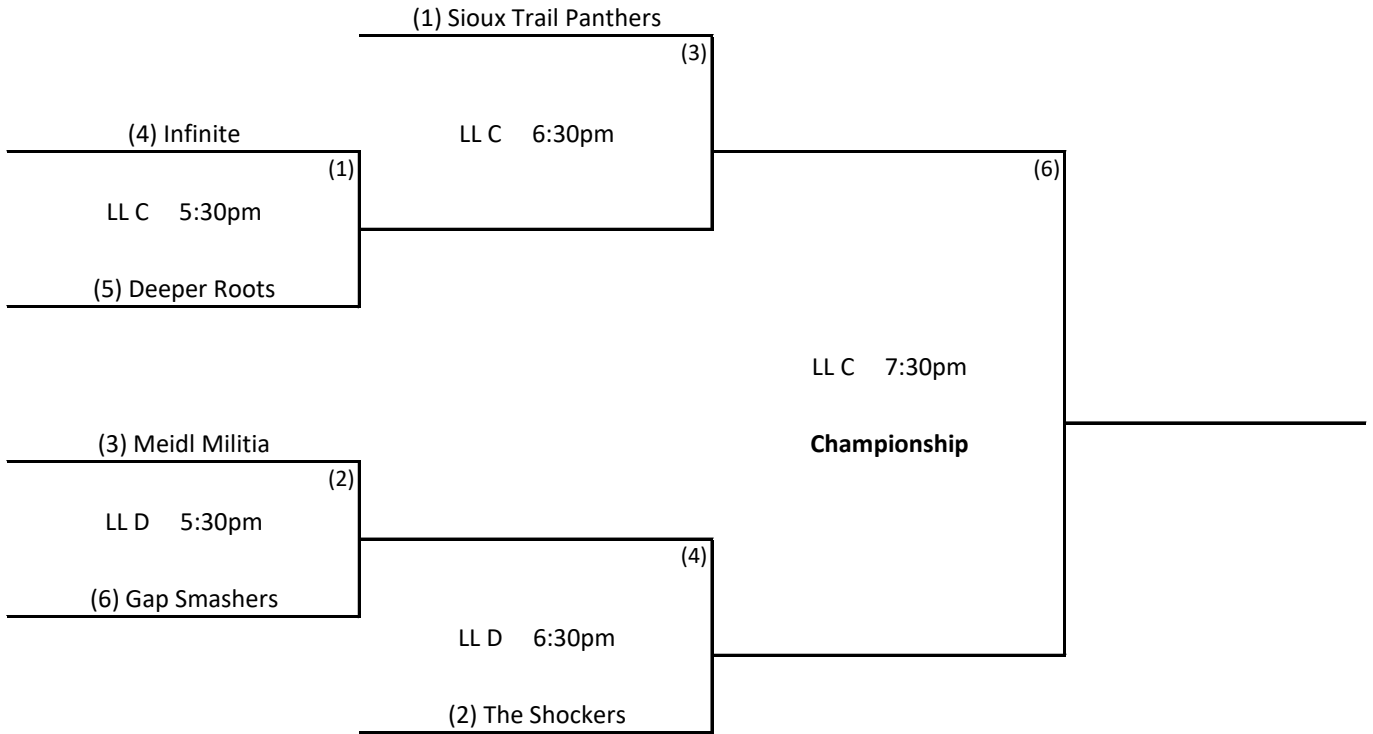 (1) Sioux Trail Panthers
(3)
(4) Infinite
LL C 6:30pm
(1)
(6)
LL C 5:30pm
(5) Deeper Roots
LL C 7:30pm
(3) Meidl Militia
Championship
(2)
LL D 5:30pm
(4)
(6) Gap Smashers
LL D 6:30pm
(2) The Shockers